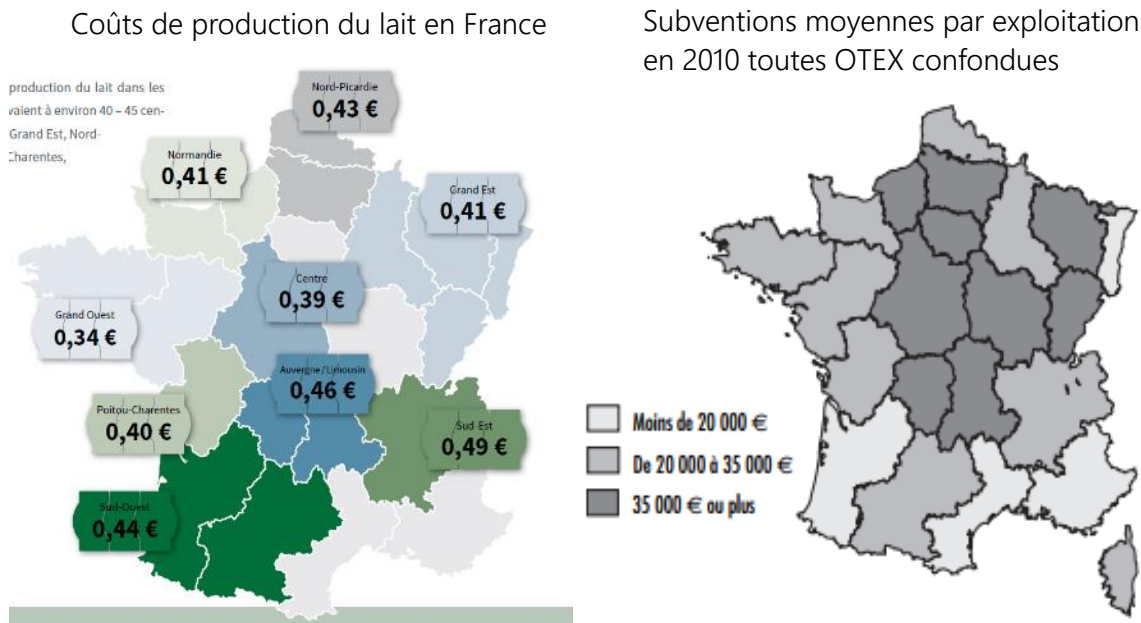 Coûts de production du lait en France
production du lait dans les
vaient à environ 40 – 45 cen-
Grand Est, Nord-
Charentes,
Nord-Picardie
0,43 €
Normandie
0,41 €
Grand Est
0,41 €
Centre
0,39 €
Grand Ouest
0,34 €
Auvergne/Limousin
0,46 €
Poitou-Charentes
0,40 €
Sud-Est
0,49 €
Sud-Ouest
0,44 €
Subventions moyennes par exploitation
en 2010 toutes OTEX confondues
Moins de 20 000 €
De 20 000 à 35 000 €
35 000 € ou plus